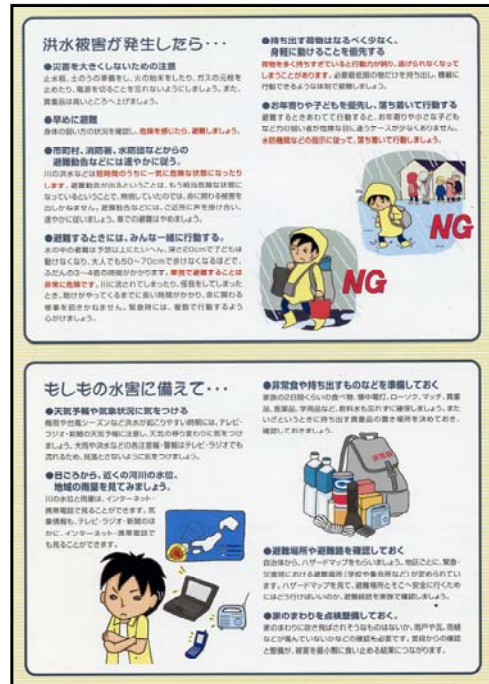 洪水被害が発生したら･･･
●災害を大きくしないための注意
止水板、土のうの準備をし、火の始末をしたり、ガスの元栓を
止めたり、電源を切ることを忘れないようにしましょう。また、
貴重品は高いところへ上げましょう。
●早めに避難
身体の弱い方の状況を確認し、危険を感じたら、避難しましょう。
●市町村、消防署、水防団などからの
避難勧告などには速やかに従う。
川の洪水などは短時間のうちに一気に危険な状態になったり
します。避難勧告が出るということは、もう相当危険な状態に
なっているということで、無視していたのでは、命に関わる被害を
出しかねません。避難勧告などには、ご近所に声を掛け合い、
速やかに従いましょう。車での避難はやめましょう。
●避難するときには、みんな一緒に行動する。
水の中の避難は予想以上にたいへん。深さ20cmで子どもは
動けなくなり、大人でも50～70cmで歩けなくなるほどで、
ふだんの3～4倍の時間がかかります。単独で避難することは
非常に危険です。川に流されてしまったり、怪我をしてしまった
とき、助けがやってくるまでに長い時間がかかり、命に関わる
惨事を招きかねません。緊急時には、複数で行動するよう
心がけましょう。
●持ち出す荷物はなるべく少なく、
身軽に動けることを優先する
荷物を多く持ちすぎていると行動力が鈍り、逃げられなくなって
しまうことがあります。必要最低限の物だけを持ち出し、機敏に
行動できるような体制で避難しましょう。
●お年寄りや子どもを優先し、落ち着いて行動する
避難するときあわてて行動すると、お年寄りや小さな子ども
など力の弱い者が危険な目に遭うケースが少なくありません。
水防機関などの指示に従って、落ち着いて行動しましょう。
NG
NG
もしもの水害に備えて･･･
●天気予報や気象状況に気をつける
梅雨や台風シーズンなど洪水が起こりやすい時期には、テレビ・
ラジオ・新聞の天気予報に注意し、天気の移り変わりに気をつけ
ましょう。大雨や洪水などの各注意報・警報はテレビ・ラジオでも
流れるため、見落とさないように気をつけましょう。
●日ごろから、近くの河川の水位、
地域の雨量を見てみましょう。
川の水位と雨量は、インターネット・
携帯電話で見ることができます。気
象情報も、テレビ・ラジオ・新聞のほ
かに、インターネット・携帯電話で
も見ることができます。
●非常食や持ち出すものなどを準備しておく
家族の2日間くらいの食べ物、懐中電灯、ローソク、マッチ、貴重
品、医薬品、学用品など、飲料水も忘れずに確保しましょう。また
いざというときに持ち出す貴重品の置き場所を決めておき、
確認しておきましょう。
非常用
●避難場所や避難路を確認しておく
自治体から、ハザードマップをもらいましょう。地区ごとに、緊急・
災害時における避難場所（学校や集会所など）が定められてい
ます。ハザードマップを見て、避難場所とそこへ安全に行くため
にはどう行けばいいのか、避難経路を家族で確認しましょう。
●家のまわりを点検整備しておく。
家のまわりに吹き飛ばされそうなものはないか、雨戸や瓦、雨樋
などが傷んでいないかなどの確認も必要です。普段からの確認
と整備が、被害を最小限に食い止める結果につながります。